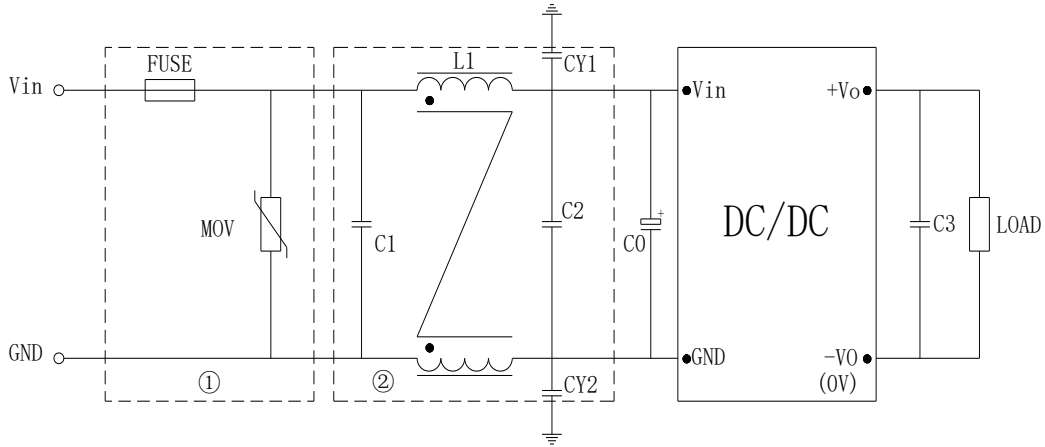 FUSE
L1
CY1
Vin
Vin
+Vo
MOV
C1
C2
C0
+
DC/DC
C3
LOAD
GND
GND
-VO
(0V)
①
②
CY2